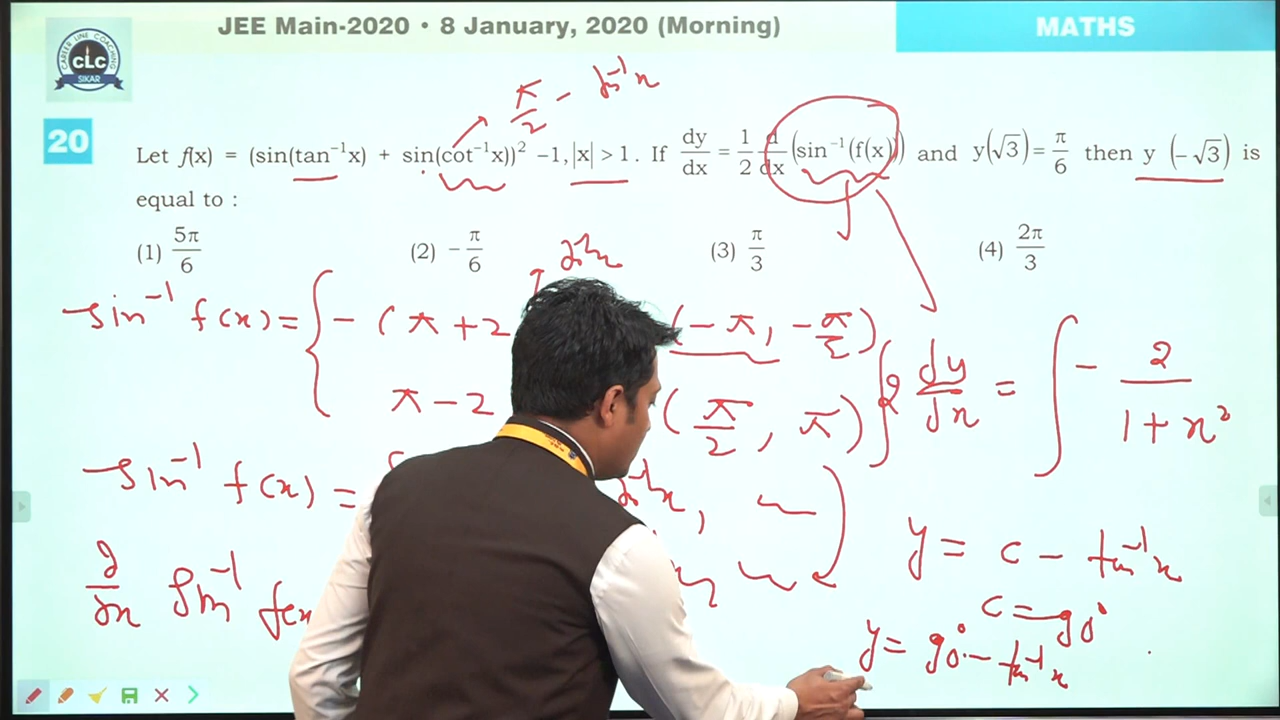 JEE Main-2020 • 8 January, 2020 (Morning)
MATHS
CAREER LINE COACHING
CLC
SIKAR
π/2 - tan⁻¹x
20
Let f(x) = (sin(tan⁻¹x) + sin(cot⁻¹x))² -1, |x| > 1. If dy/dx = 1/2 d/dx (sin⁻¹(f(x))) and y(√3) = π/6 then y (-√3) is
equal to :
(1) 5π/6 (2) -π/6 (3) π/3 (4) 2π/3
sin⁻¹ f(x) = { - (π + 2
(-π, -π/2)
π - 2
(π/2, π)
∫ 2 dy/dx = ∫ - 2/1 + x²
sin⁻¹ f(x) =
y = c - tan⁻¹x
sin⁻¹
c = 90°
y = 90° - tan⁻¹x